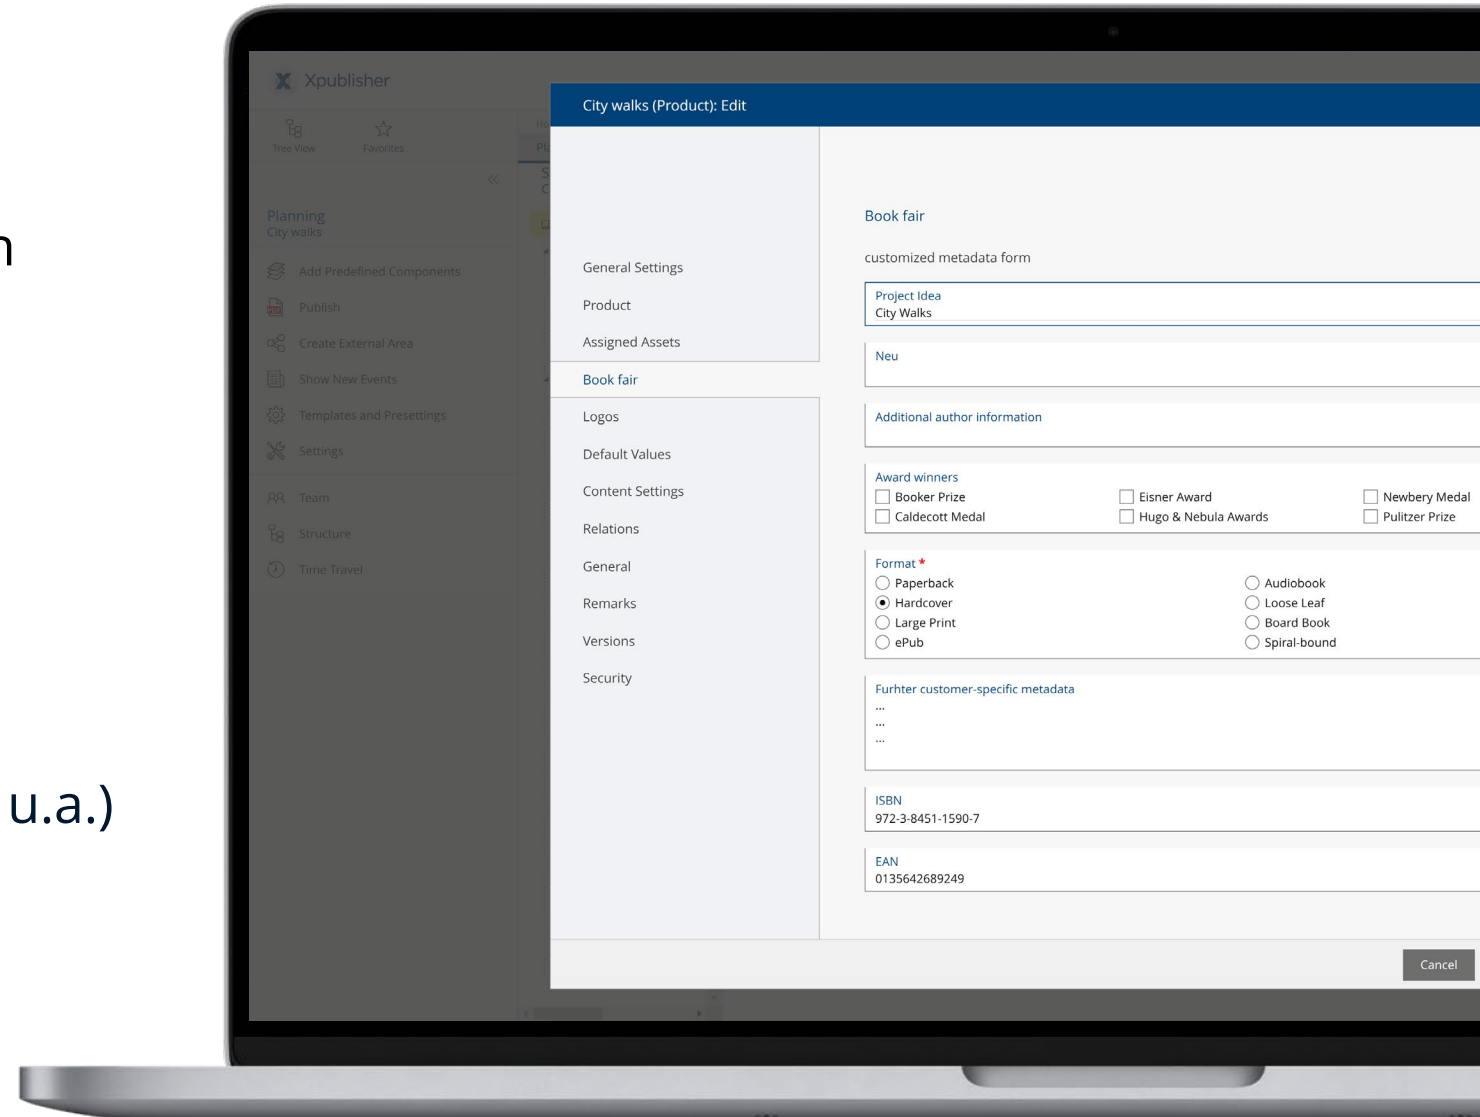 n
u.a.)
Xpublisher
Tree View
Favorites
Planning
City walks
Add Predefined Components
Publish
Create External Area
Show New Events
Templates and Presettings
Settings
Team
Structure
Time Travel
City walks (Product): Edit
General Settings
Product
Assigned Assets
Book fair
Logos
Default Values
Content Settings
Relations
General
Remarks
Versions
Security
Book fair
customized metadata form
Project Idea
City Walks
Neu
Additional author information
Award winners
Booker Prize Eisner Award Newbery Medal
Caldecott Medal Hugo & Nebula Awards Pulitzer Prize
Format *
Paperback Audiobook
Hardcover Loose Leaf
Large Print Board Book
ePub Spiral-bound
Furhter customer-specific metadata
...
...
...
ISBN
972-3-8451-1590-7
EAN
0135642689249
Cancel